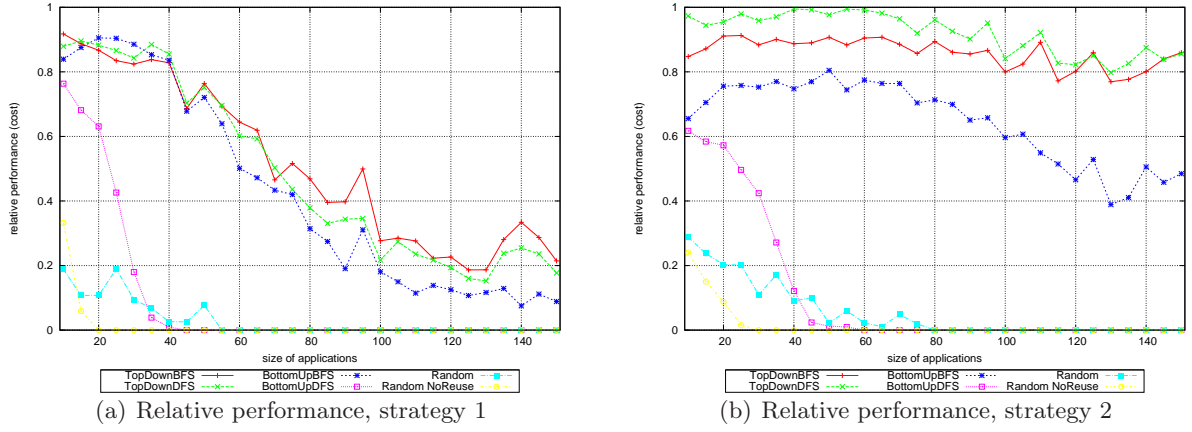 1
0.8
0.6
0.4
0.2
0
relative performance (cost)
20 40 60 80 100 120 140
size of applications
TopDownBFS BottomUpBFS Random
TopDownDFS BottomUpDFS Random NoReuse
(a) Relative performance, strategy 1
1
0.8
0.6
0.4
0.2
0
relative performance (cost)
20 40 60 80 100 120 140
size of applications
TopDownBFS BottomUpBFS Random
TopDownDFS BottomUpDFS Random NoReuse
(b) Relative performance, strategy 2